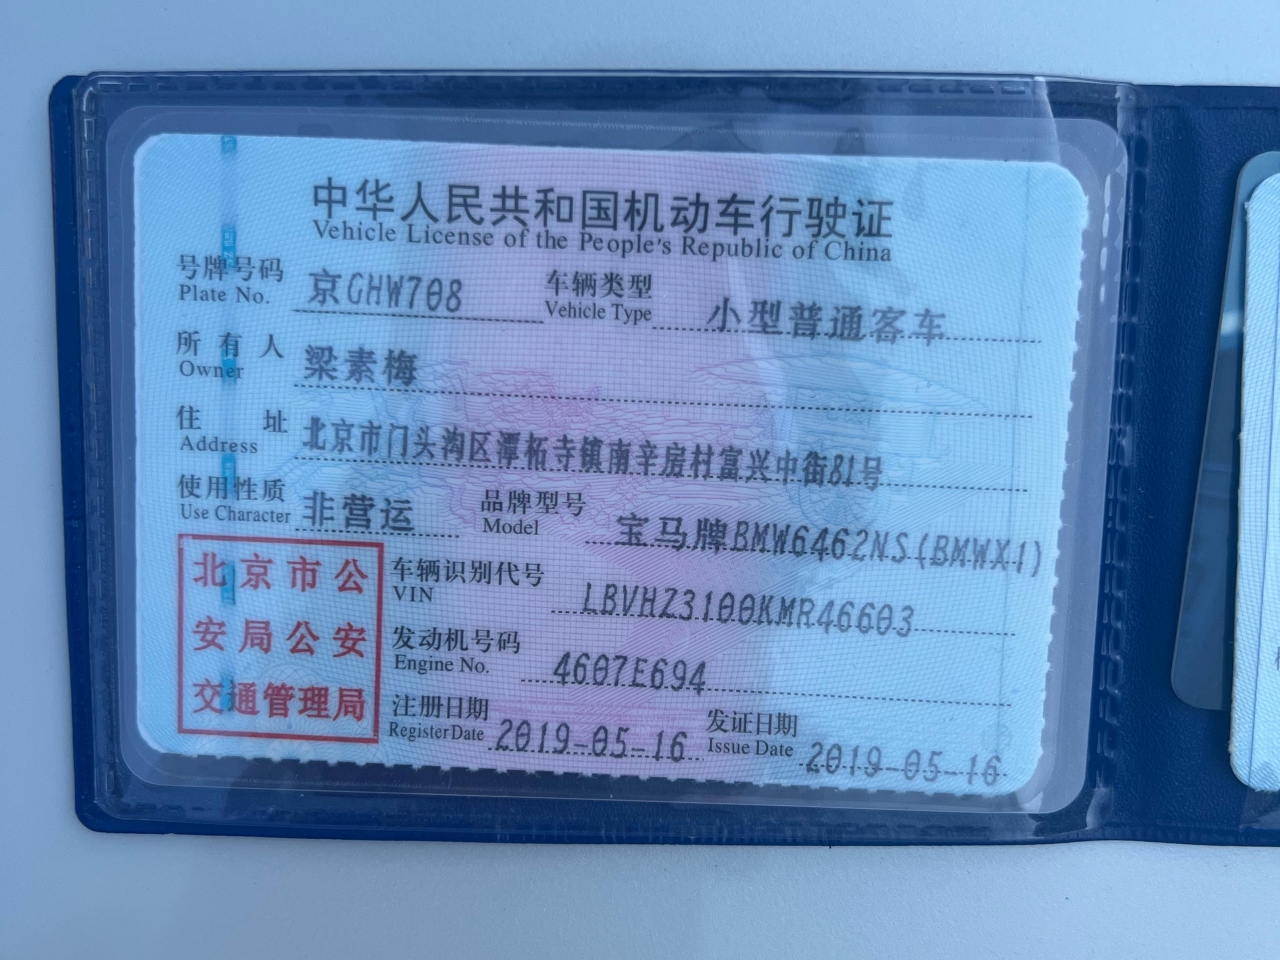 中华人民共和国机动车行驶证
Vehicle License of the People's Republic of China
号牌号码 京GHW708 车辆类型 小型普通客车
Plate No. Vehicle Type
所有人 梁素梅
Owner
住址 北京市门头沟区潭柘寺镇南辛房村富兴中街81号
Address
使用性质 非营运 品牌型号 宝马牌BMW6462NS(BMWX1)
Use Character Model
北京市公
安局公安
交通管理局
车辆识别代号 LBVHZ3100KMR46603
VIN
发动机号码 4607E694
Engine No.
注册日期 2019-05-16 发证日期 2019-05-16
Register Date Issue Date